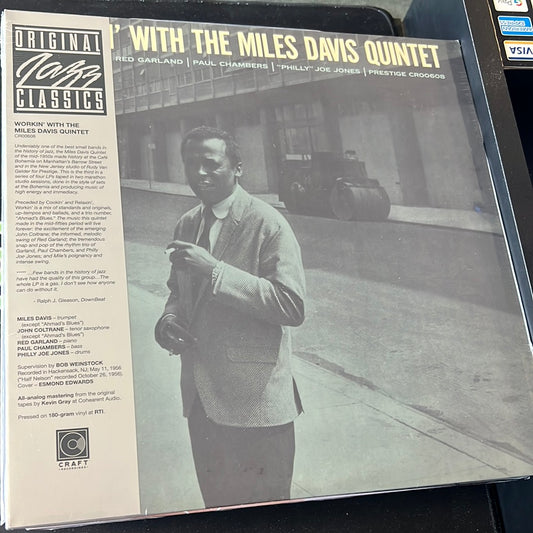 ' WITH THE MILES DAVIS QUINTET
RED GARLAND | PAUL CHAMBERS | "PHILLY" JOE JONES | PRESTIGE CR00608
ORIGINAL
Jazz
CLASSICS
WORKIN' WITH THE
MILES DAVIS QUINTET
CR00608
Undeniably one of the best small bands in
the history of jazz, the Miles Davis Quintet
of the mid-1950s made history at the Café
Bohemia on Manhattan's Barrow Street
and in the New Jersey studio of Rudy Van
Gelder for Prestige. This is the third in a
series of four LPs taped in two marathon
studio sessions, done in the style of sets
at the Bohemia and producing music of
high energy and immediacy.
Preceded by Cookin' and Relaxin',
Workin' is a mix of standards and originals,
up-tempos and ballads, and a trio number,
"Ahmad's Blues." The music this quintet
made in the mid-fifties period will live
forever: the excitement of the emerging
John Coltrane; the informed, melodic
swing of Red Garland; the tremendous
snap and pop of the rhythm trio of
Garland, Paul Chambers, and Philly
Joe Jones; and Mile's poignancy and
intense swing.
...Few bands in the history of jazz
have had the quality of this group...The
whole LP is a gas, I don't see how anyone
can do without it.
- Ralph J. Gleason, DownBeat
MILES DAVIS – trumpet
(except "Ahmad's Blues")
JOHN COLTRANE – tenor saxophone
(except "Ahmad's Blues")
RED GARLAND – piano
PAUL CHAMBERS – bass
PHILLY JOE JONES – drums
Supervision by BOB WEINSTOCK
Recorded in Hackensack, NJ; May 11, 1956
("Half Nelson" recorded October 26, 1956).
Cover – ESMOND EDWARDS
All-analog mastering from the original
tapes by Kevin Gray at Cohearent Audio.
Pressed on 180-gram vinyl at RTI.
CRAFT
RECORDINGS
G Pay
AMERICAN
EXPRESS
VISA